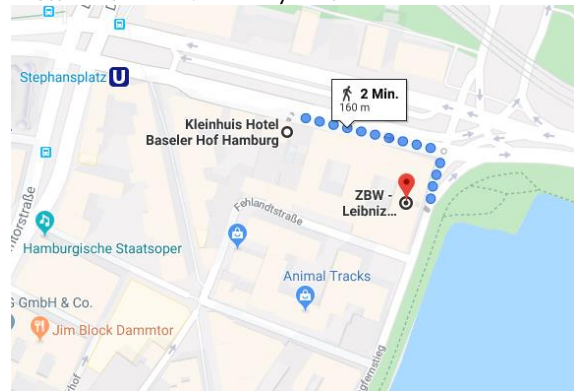 Stephansplatz U
2 Min.
160 m
Kleinhuis Hotel
Baseler Hof Hamburg
ZBW -
Leibniz...
Fehlandtstraße
Hamburgische Staatsoper
Animal Tracks
GmbH & Co.
Jim Block Dammtor